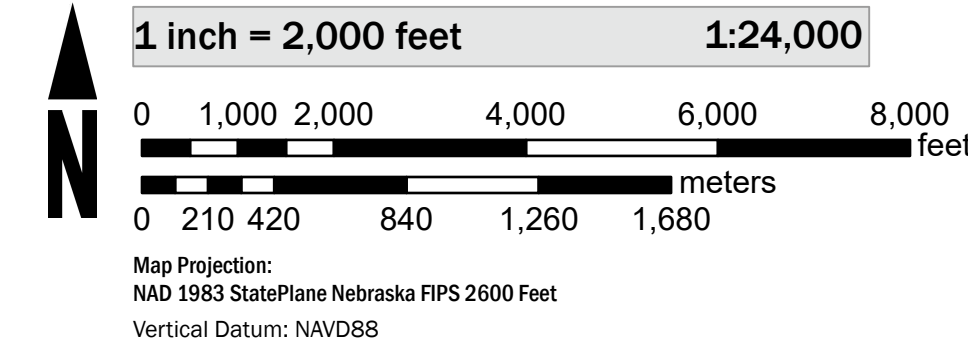 1 inch = 2,000 feet 1:24,000
0 1,000 2,000 4,000 6,000 8,000
feet
meters
0 210 420 840 1,260 1,680
N
Map Projection:
NAD 1983 StatePlane Nebraska FIPS 2600 Feet
Vertical Datum: NAVD88